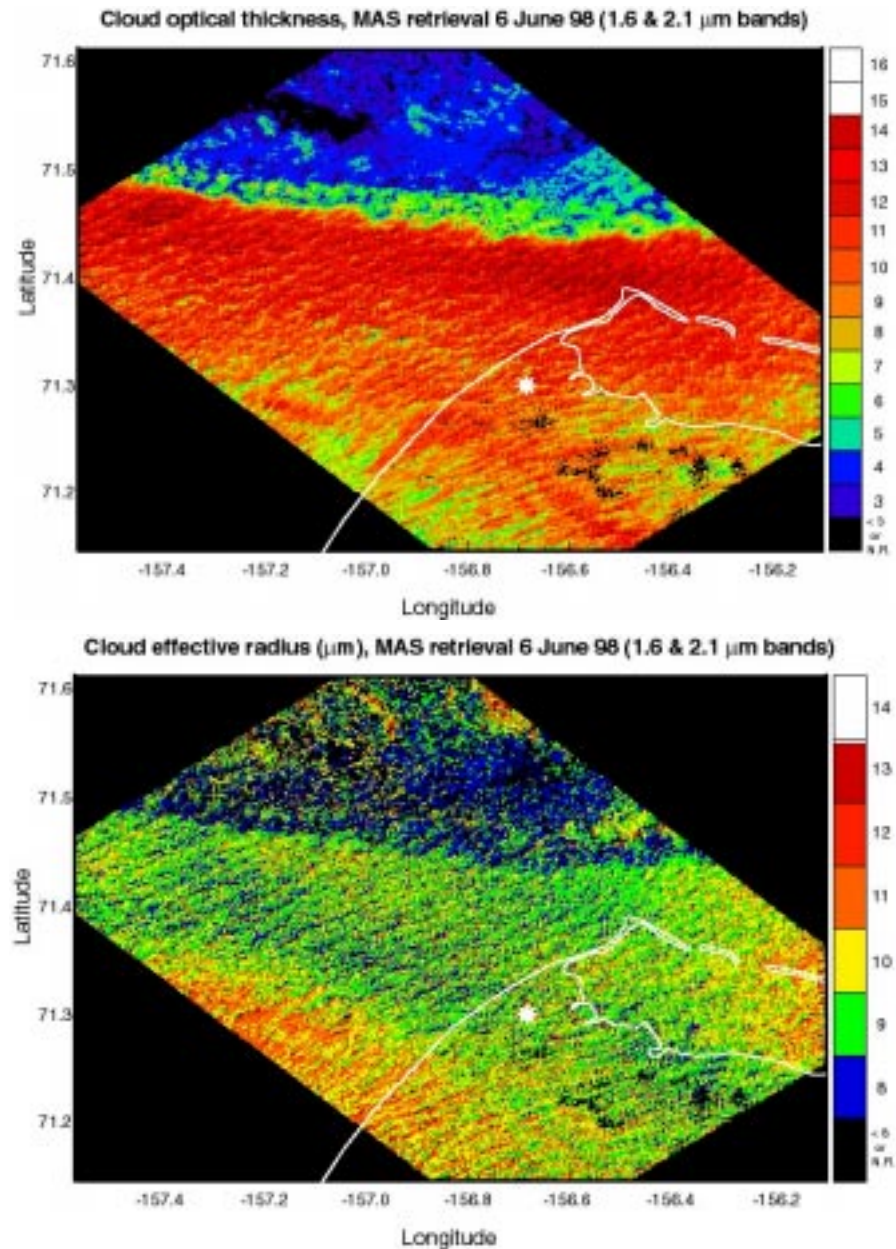 Cloud optical thickness, MAS retrieval 6 June 98 (1.6 & 2.1 μm bands)
71.6
71.5
71.4
71.3
71.2
Latitude
-157.4 -157.2 -157.0 -156.8 -156.6 -156.4 -156.2
Longitude
16
15
14
13
12
11
10
9
8
7
6
5
4
3
< 3
or
N.R.
Cloud effective radius (μm), MAS retrieval 6 June 98 (1.6 & 2.1 μm bands)
71.6
71.5
71.4
71.3
71.2
Latitude
-157.4 -157.2 -157.0 -156.8 -156.6 -156.4 -156.2
Longitude
14
13
12
11
10
9
8
or
N.R.